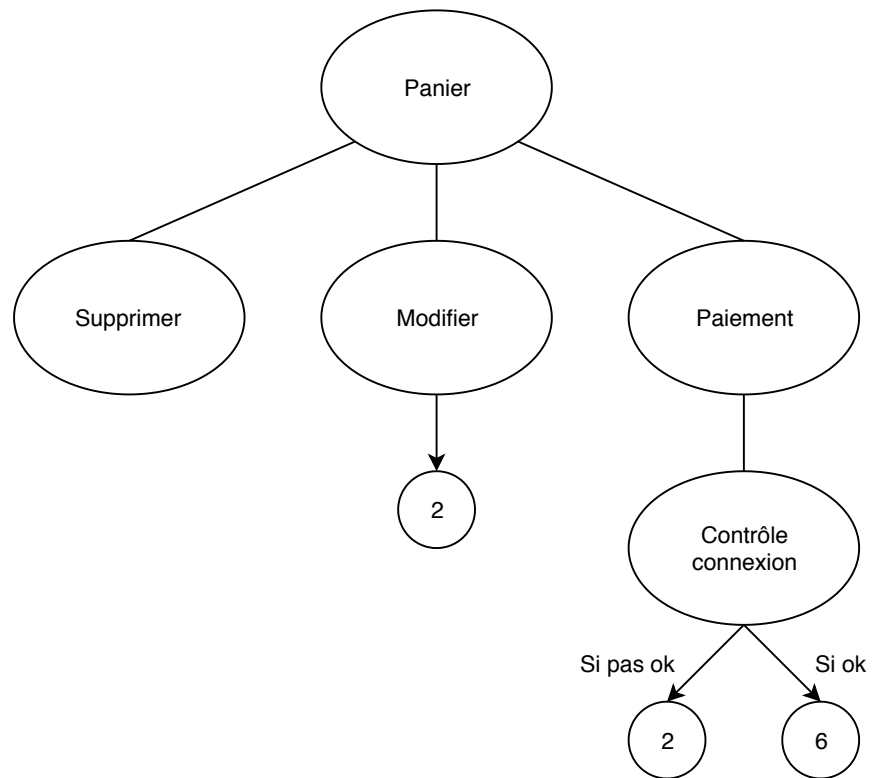 Panier
Supprimer
Modifier
Paiement
2
Contrôle
connexion
Si pas ok
Si ok
2
6